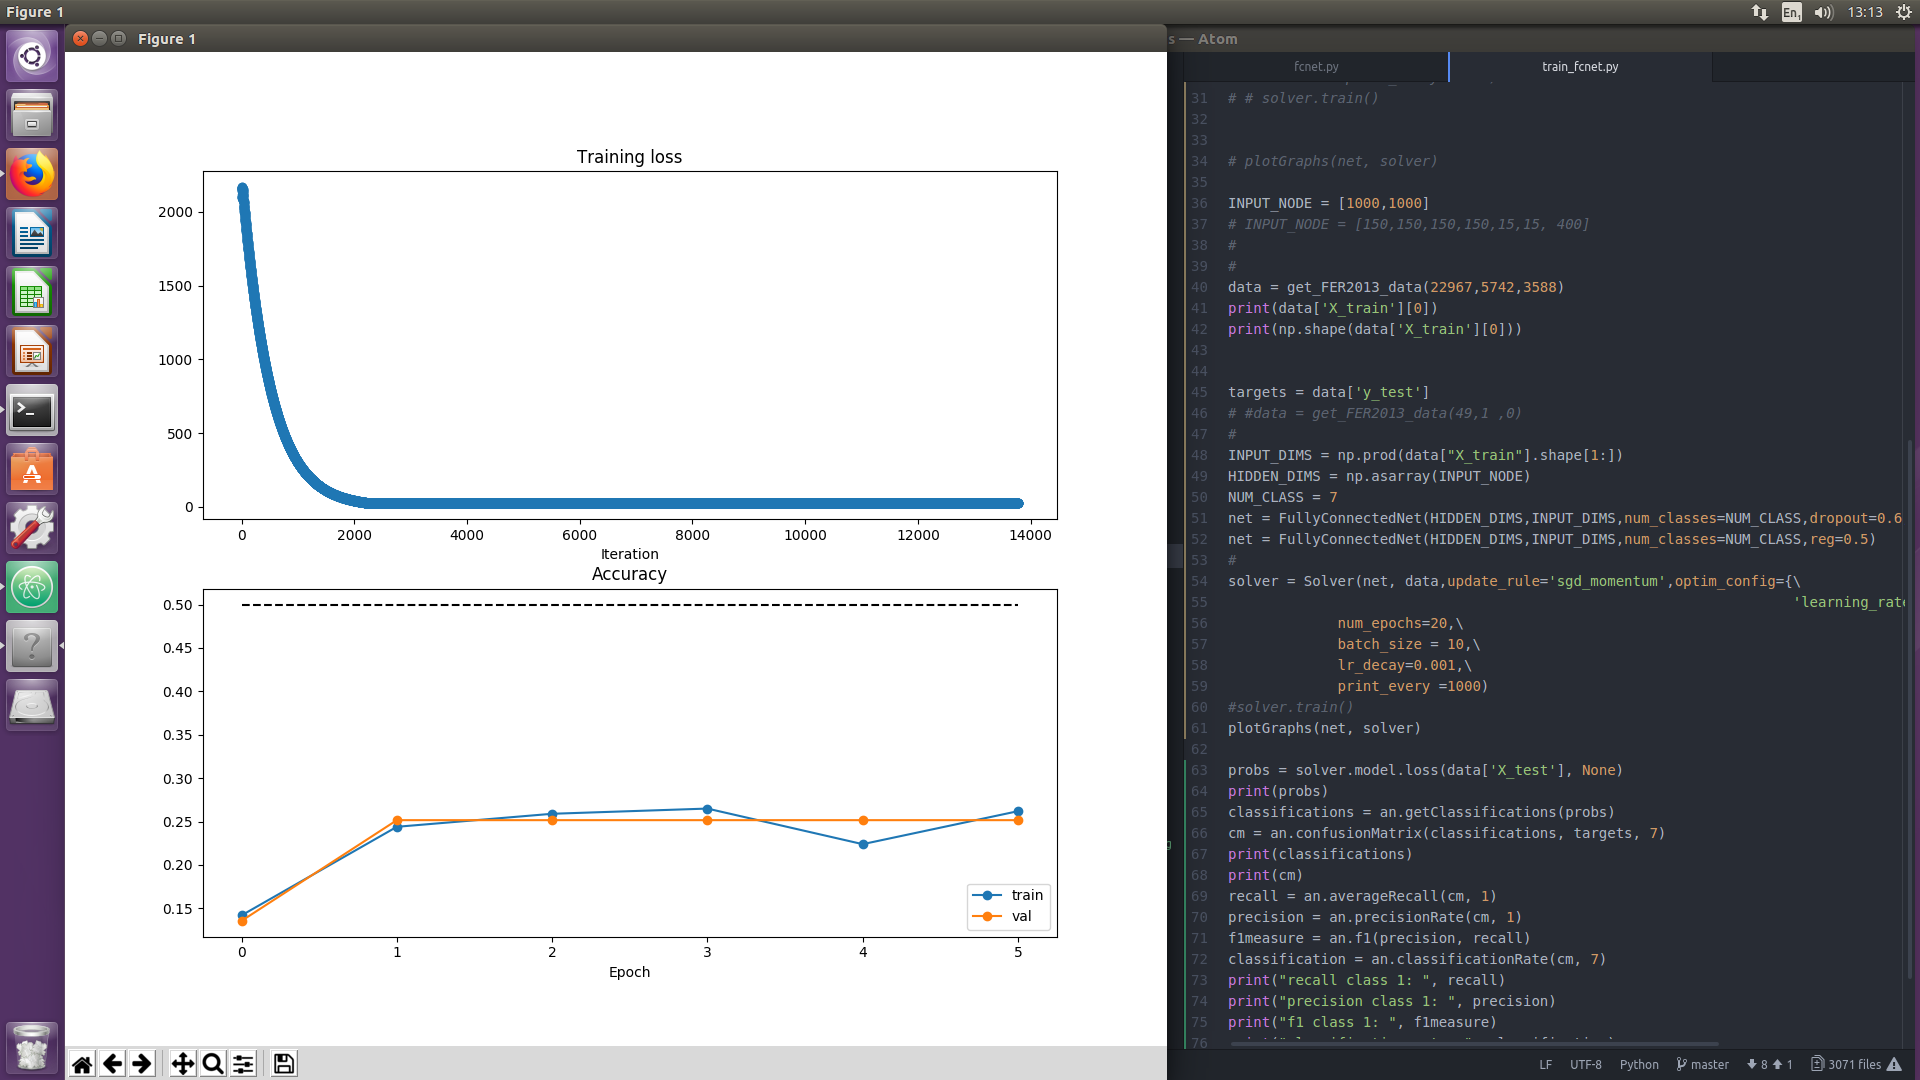 Figure 1
En1
13:13
Figure 1
s — Atom
fcnet.py
train_fcnet.py
Training loss
2000
1500
1000
500
0
0 2000 4000 6000 8000 10000 12000 14000
Iteration
Accuracy
0.50
0.45
0.40
0.35
0.30
0.25
0.20
0.15
train
val
0 1 2 3 4 5
Epoch
31 # # solver.train()
32
33
34 # plotGraphs(net, solver)
35
36 INPUT_NODE = [1000,1000]
37 # INPUT_NODE = [150,150,150,150,15,15, 400]
38 #
39 #
40 data = get_FER2013_data(22967,5742,3588)
41 print(data['X_train'][0])
42 print(np.shape(data['X_train'][0]))
43
44
45 targets = data['y_test']
46 # #data = get_FER2013_data(49,1 ,0)
47 #
48 INPUT_DIMS = np.prod(data["X_train"].shape[1:])
49 HIDDEN_DIMS = np.asarray(INPUT_NODE)
50 NUM_CLASS = 7
51 net = FullyConnectedNet(HIDDEN_DIMS,INPUT_DIMS,num_classes=NUM_CLASS,dropout=0.6
52 net = FullyConnectedNet(HIDDEN_DIMS,INPUT_DIMS,num_classes=NUM_CLASS,reg=0.5)
53 #
54 solver = Solver(net, data,update_rule='sgd_momentum',optim_config={\
55 'learning_rate
56 num_epochs=20,\
57 batch_size = 10,\
58 lr_decay=0.001,\
59 print_every =1000)
60 #solver.train()
61 plotGraphs(net, solver)
62
63 probs = solver.model.loss(data['X_test'], None)
64 print(probs)
65 classifications = an.getClassifications(probs)
66 cm = an.confusionMatrix(classifications, targets, 7)
67 print(classifications)
68 print(cm)
69 recall = an.averageRecall(cm, 1)
70 precision = an.precisionRate(cm, 1)
71 f1measure = an.f1(precision, recall)
72 classification = an.classificationRate(cm, 7)
73 print("recall class 1: ", recall)
74 print("precision class 1: ", precision)
75 print("f1 class 1: ", f1measure)
76
LF UTF-8 Python master 8 1 3071 files